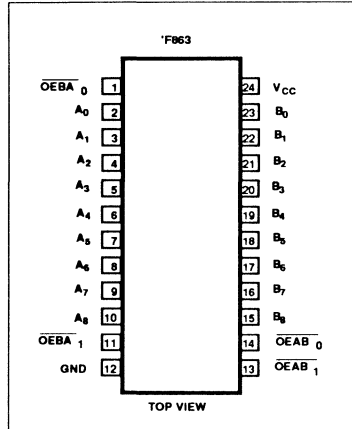 'F863
OEBA 0 1 24 VCC
A0 2 23 B0
A1 3 22 B1
A2 4 21 B2
A3 5 20 B3
A4 6 19 B4
A5 7 18 B5
A6 8 17 B6
A7 9 16 B7
A8 10 15 B8
OEBA 1 11 14 OEAB 0
GND 12 13 OEAB 1
TOP VIEW